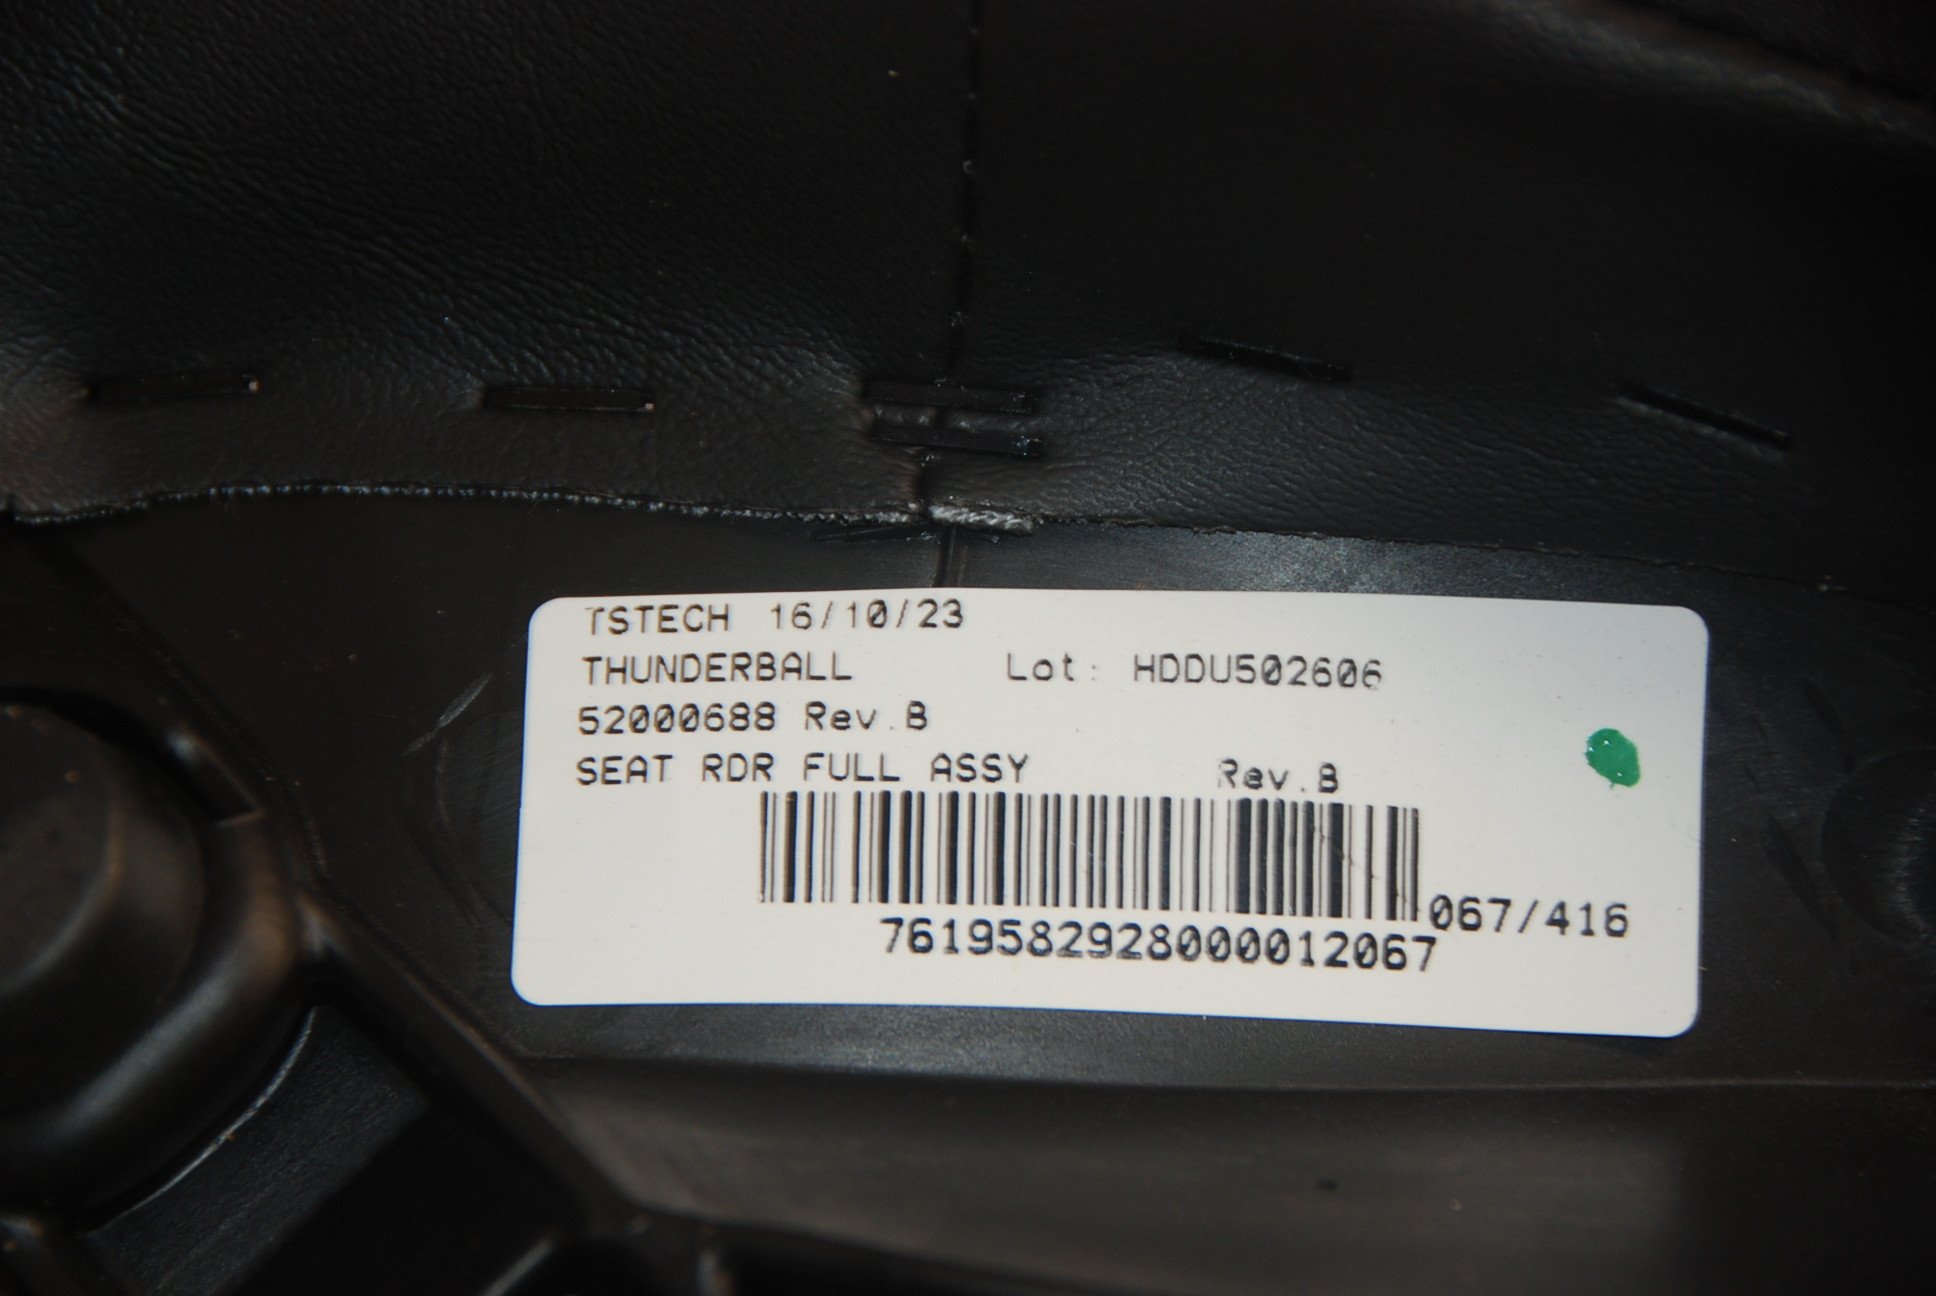 TSTECH 16/10/23
THUNDERBALL Lot: HDDU502606
52000688 Rev.B
SEAT RDR FULL ASSY Rev.B
067/416
7619582928000012067